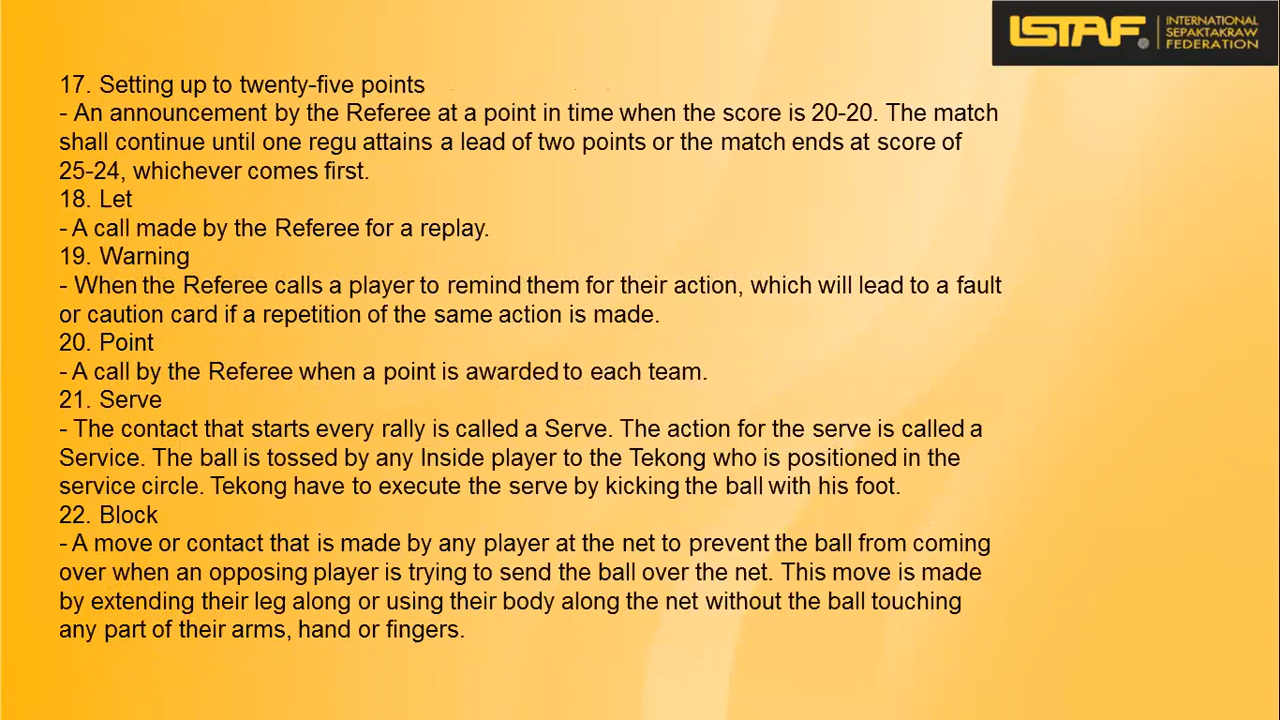 ISTAF
INTERNATIONAL
SEPAKTAKRAW
FEDERATION
17. Setting up to twenty-five points
- An announcement by the Referee at a point in time when the score is 20-20. The match
shall continue until one regu attains a lead of two points or the match ends at score of
25-24, whichever comes first.
18. Let
- A call made by the Referee for a replay.
19. Warning
- When the Referee calls a player to remind them for their action, which will lead to a fault
or caution card if a repetition of the same action is made.
20. Point
- A call by the Referee when a point is awarded to each team.
21. Serve
- The contact that starts every rally is called a Serve. The action for the serve is called a
Service. The ball is tossed by any Inside player to the Tekong who is positioned in the
service circle. Tekong have to execute the serve by kicking the ball with his foot.
22. Block
- A move or contact that is made by any player at the net to prevent the ball from coming
over when an opposing player is trying to send the ball over the net. This move is made
by extending their leg along or using their body along the net without the ball touching
any part of their arms, hand or fingers.